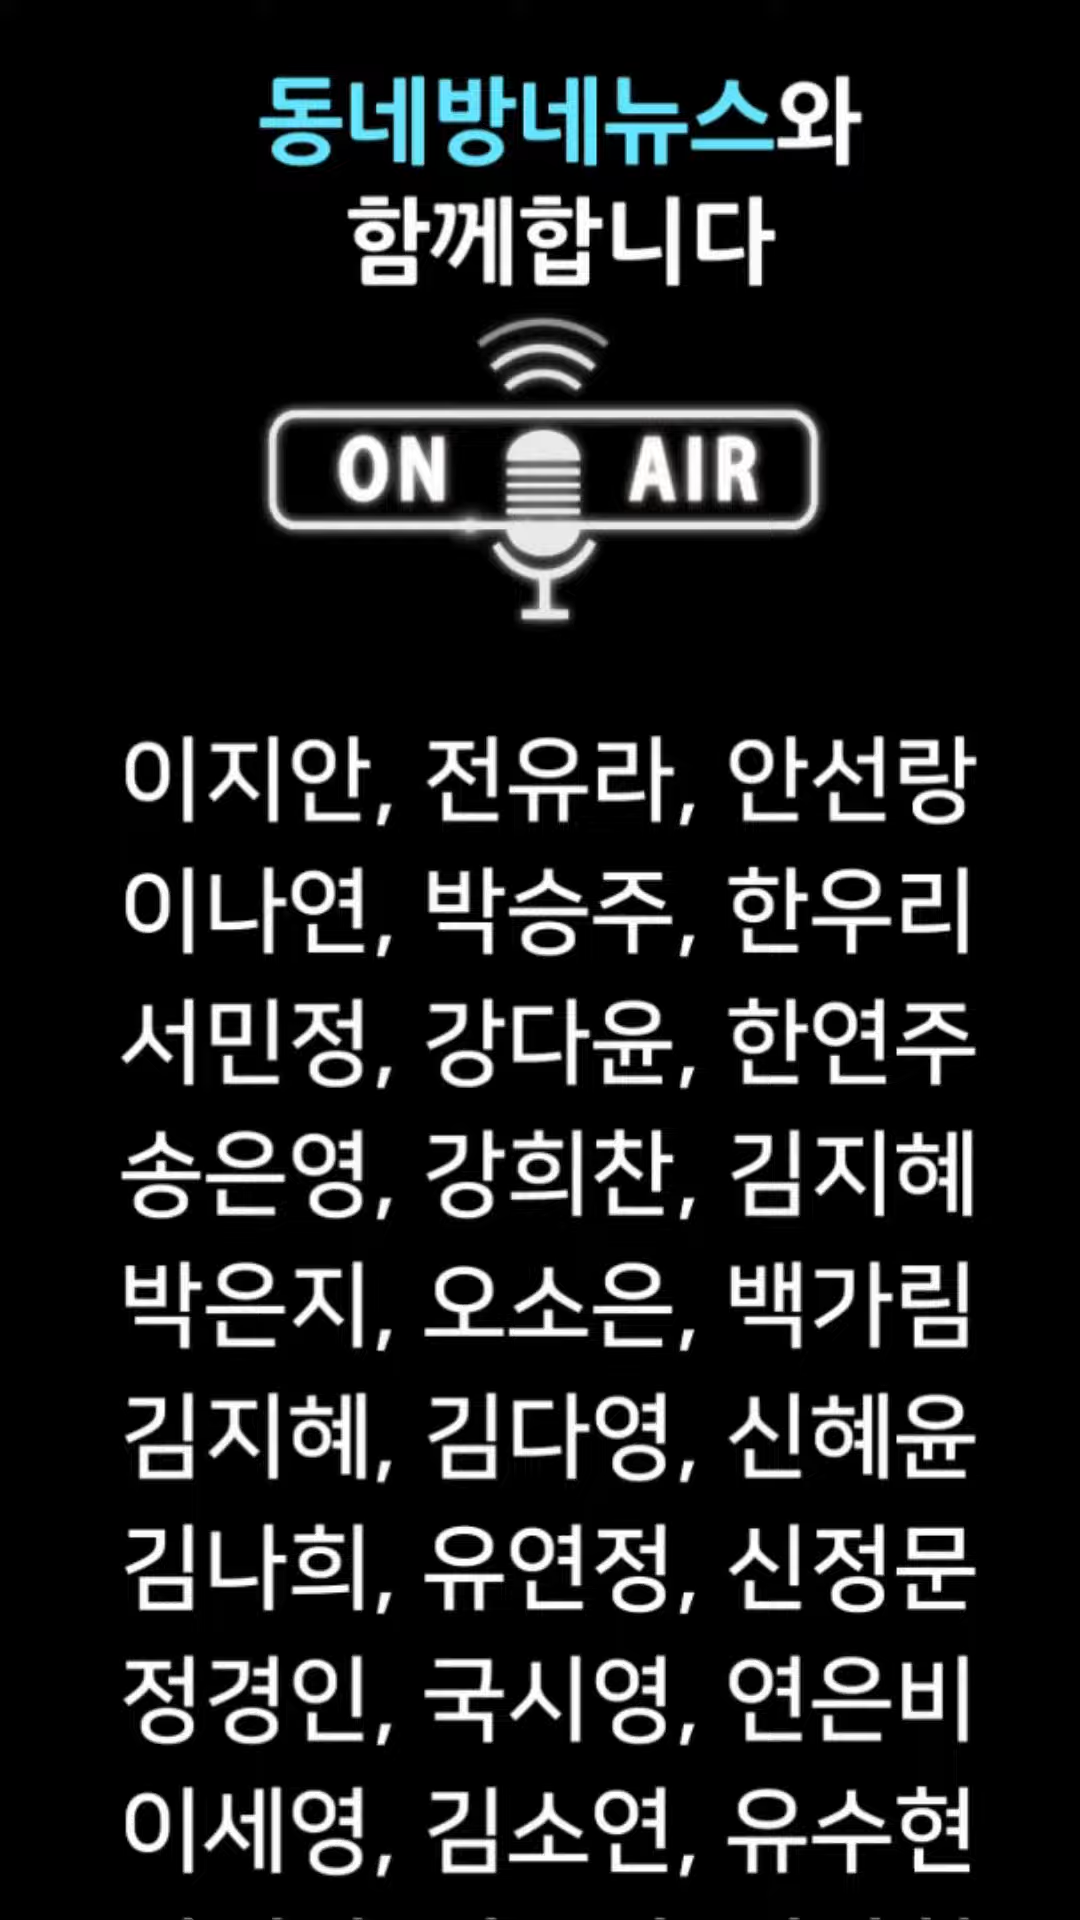 동네방네뉴스와
함께합니다
ON AIR
이지안, 전유라, 안선랑
이나연, 박승주, 한우리
서민정, 강다윤, 한연주
송은영, 강희찬, 김지혜
박은지, 오소은, 백가림
김지혜, 김다영, 신혜윤
김나희, 유연정, 신정문
정경인, 국시영, 연은비
이세영, 김소연, 유수현